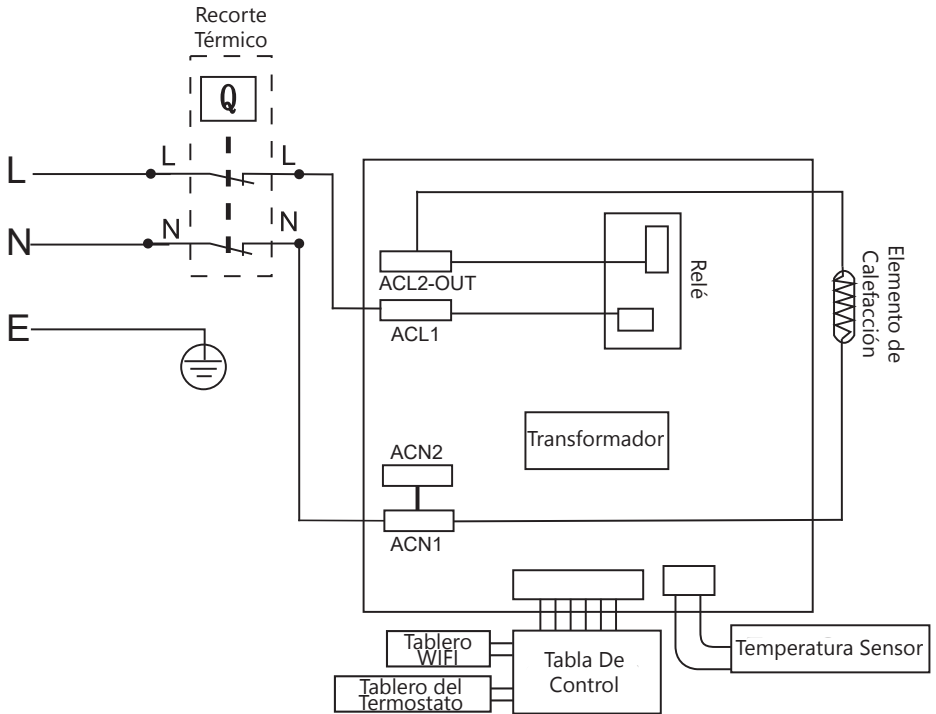 Recorte
Térmico
Q
L
L
L
N
N
N
ACL2-OUT
Relé
Elemento de
Calefacción
ACL1
E
Transformador
ACN2
ACN1
Tablero
WIFI
Tabla De
Control
Temperatura Sensor
Tablero del
Termostato